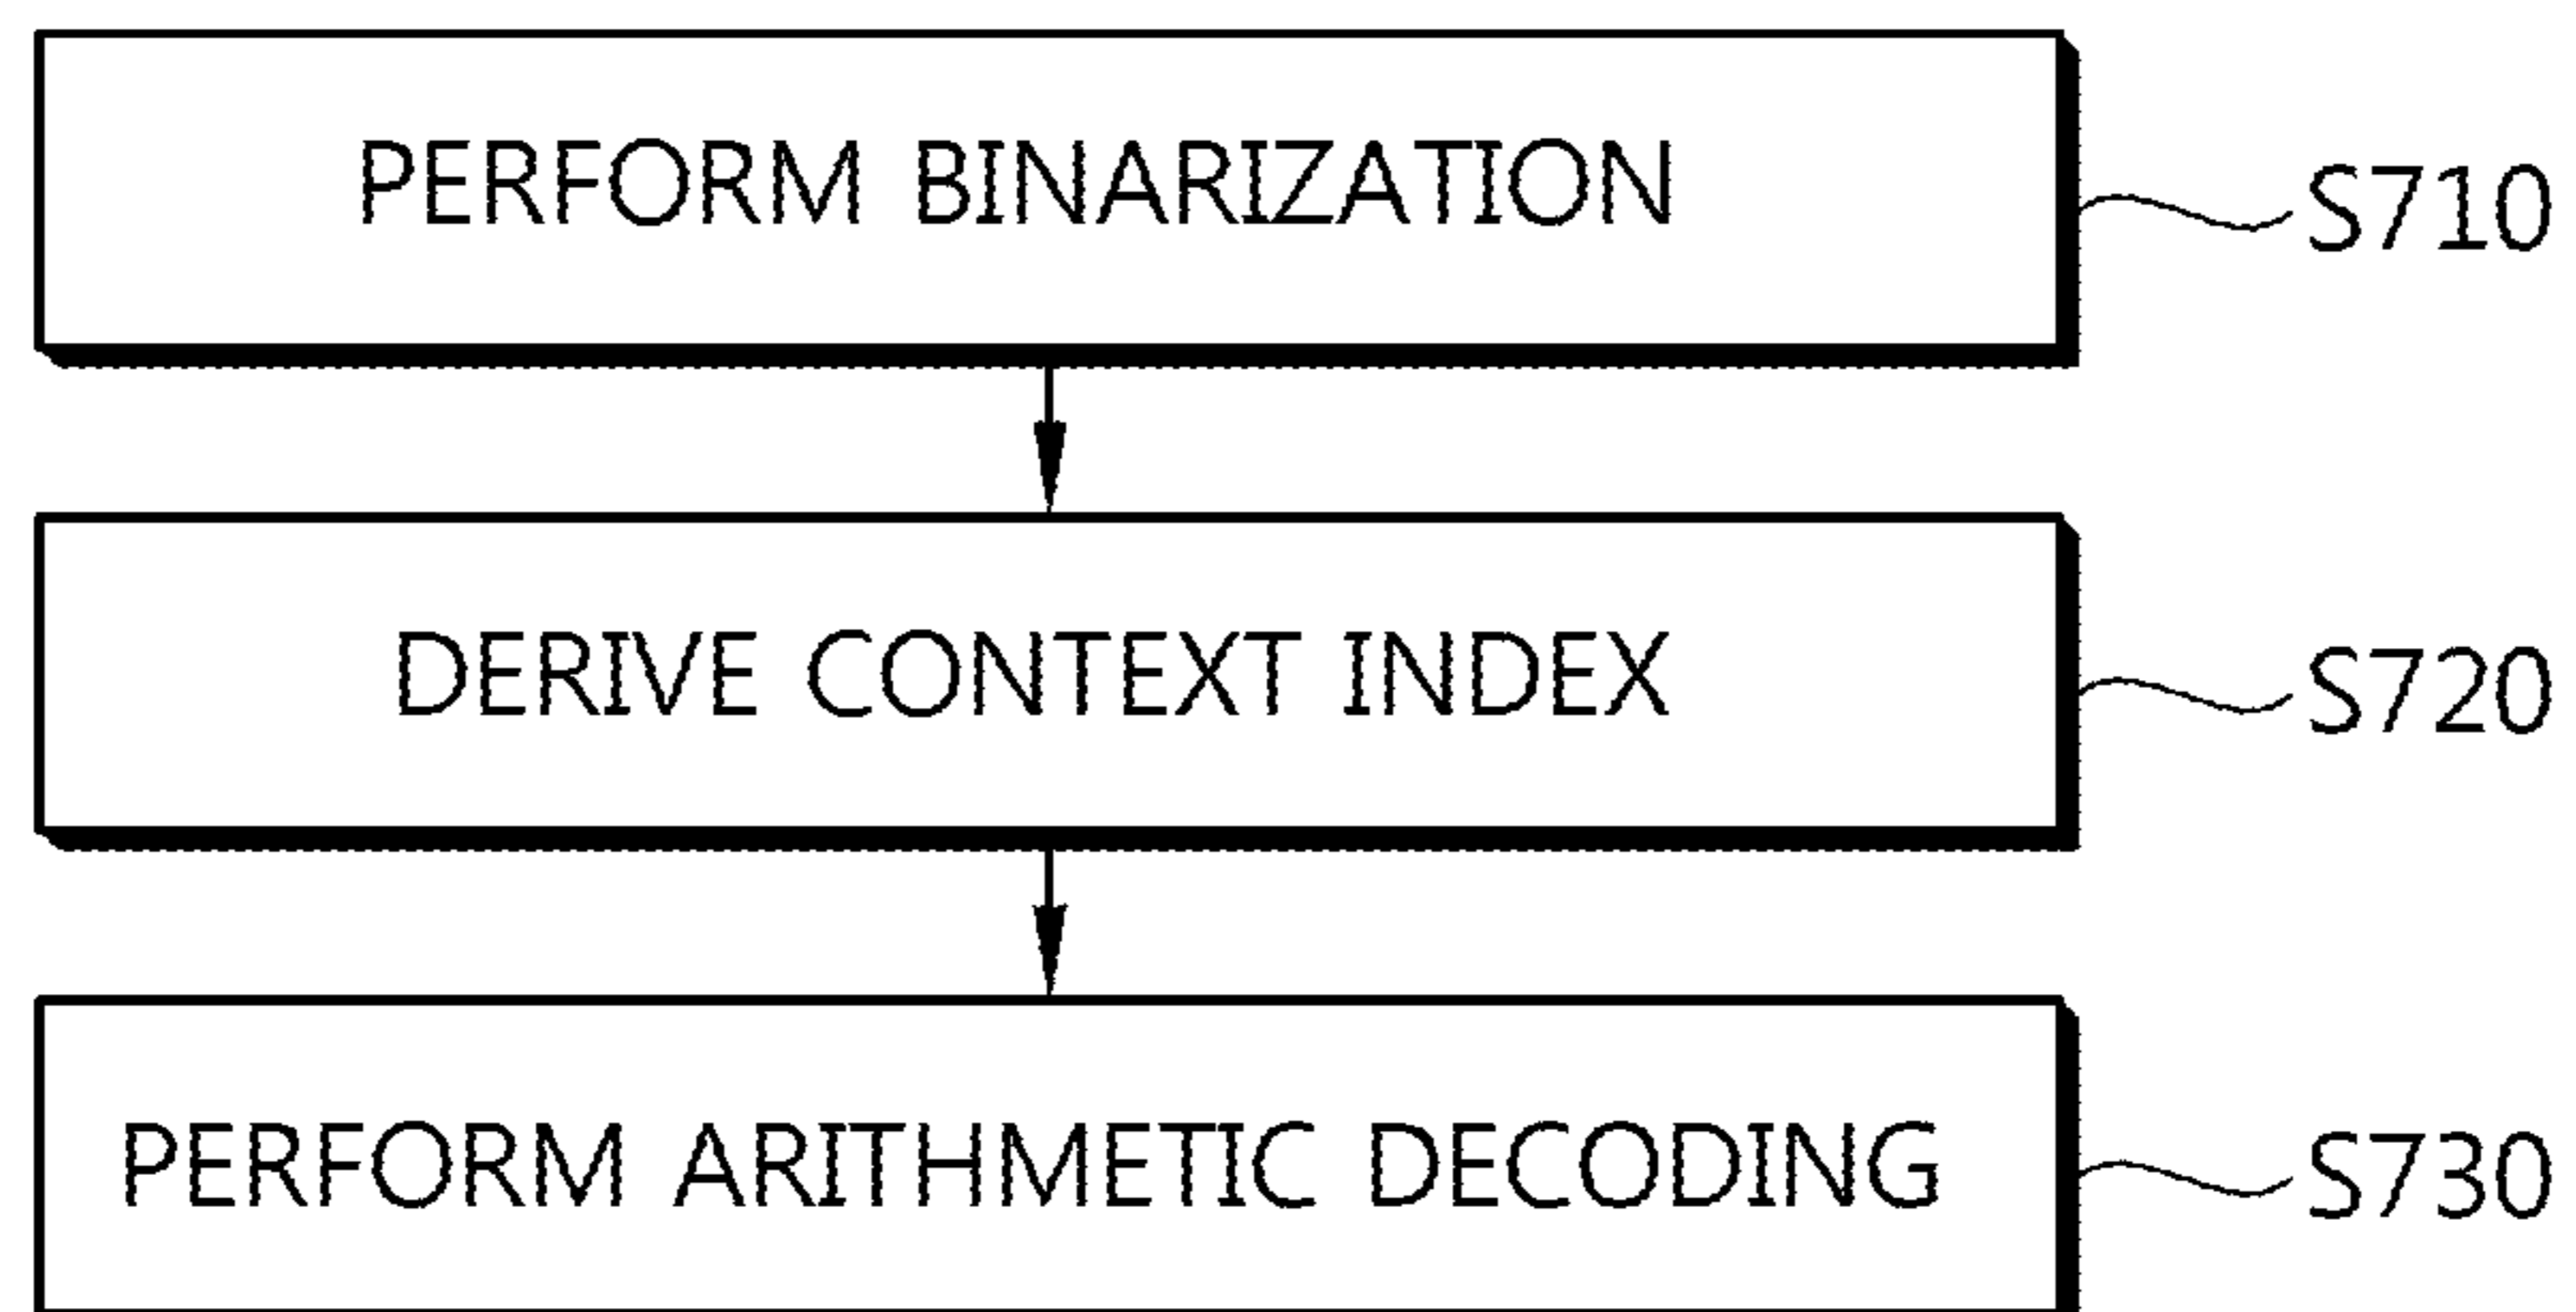 PERFORM BINARIZATION
S710
DERIVE CONTEXT INDEX
S720
PERFORM ARITHMETIC DECODING
S730